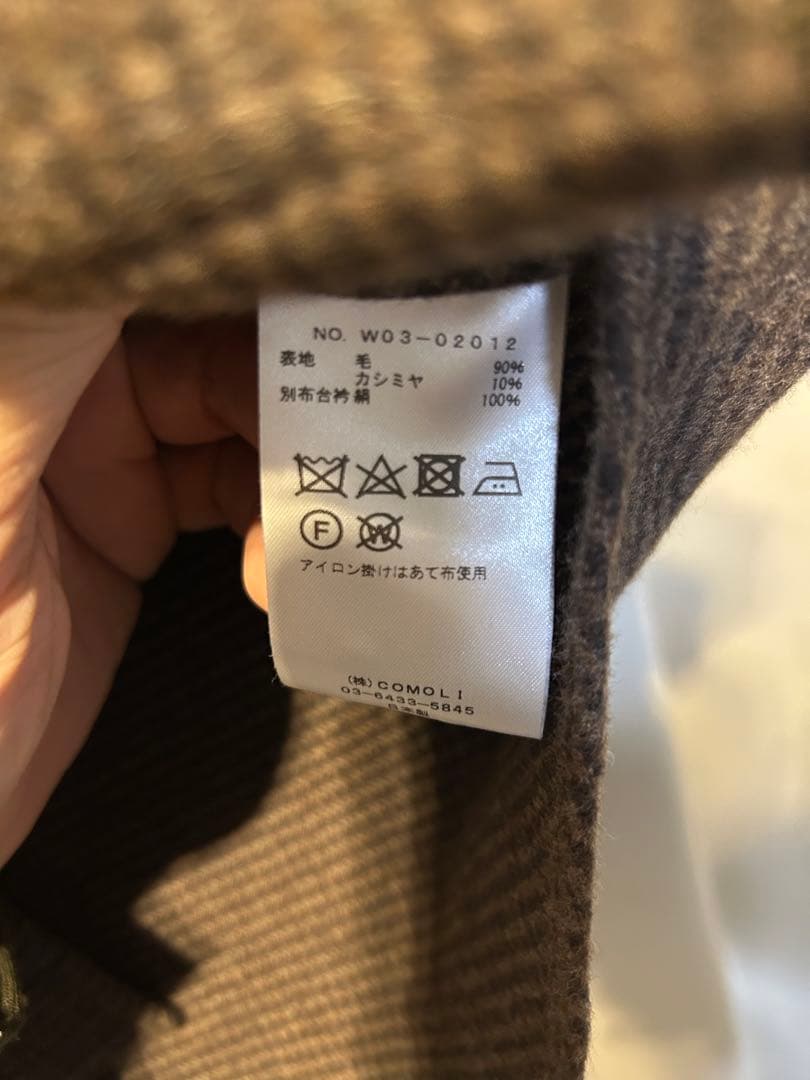 NO. W03-02012
表地 毛 90%
カシミヤ 10%
別布台衿絹 100%
F W
アイロン掛けはあて布使用
(株) COMOLI
03-6433-5845
日本製